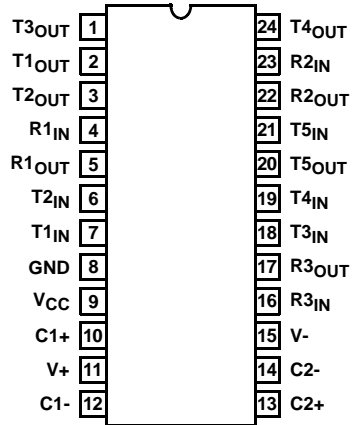 T3OUT 1 24 T4OUT
T1OUT 2 23 R2IN
T2OUT 3 22 R2OUT
R1IN 4 21 T5IN
R1OUT 5 20 T5OUT
T2IN 6 19 T4IN
T1IN 7 18 T3IN
GND 8 17 R3OUT
VCC 9 16 R3IN
C1+ 10 15 V-
V+ 11 14 C2-
C1- 12 13 C2+